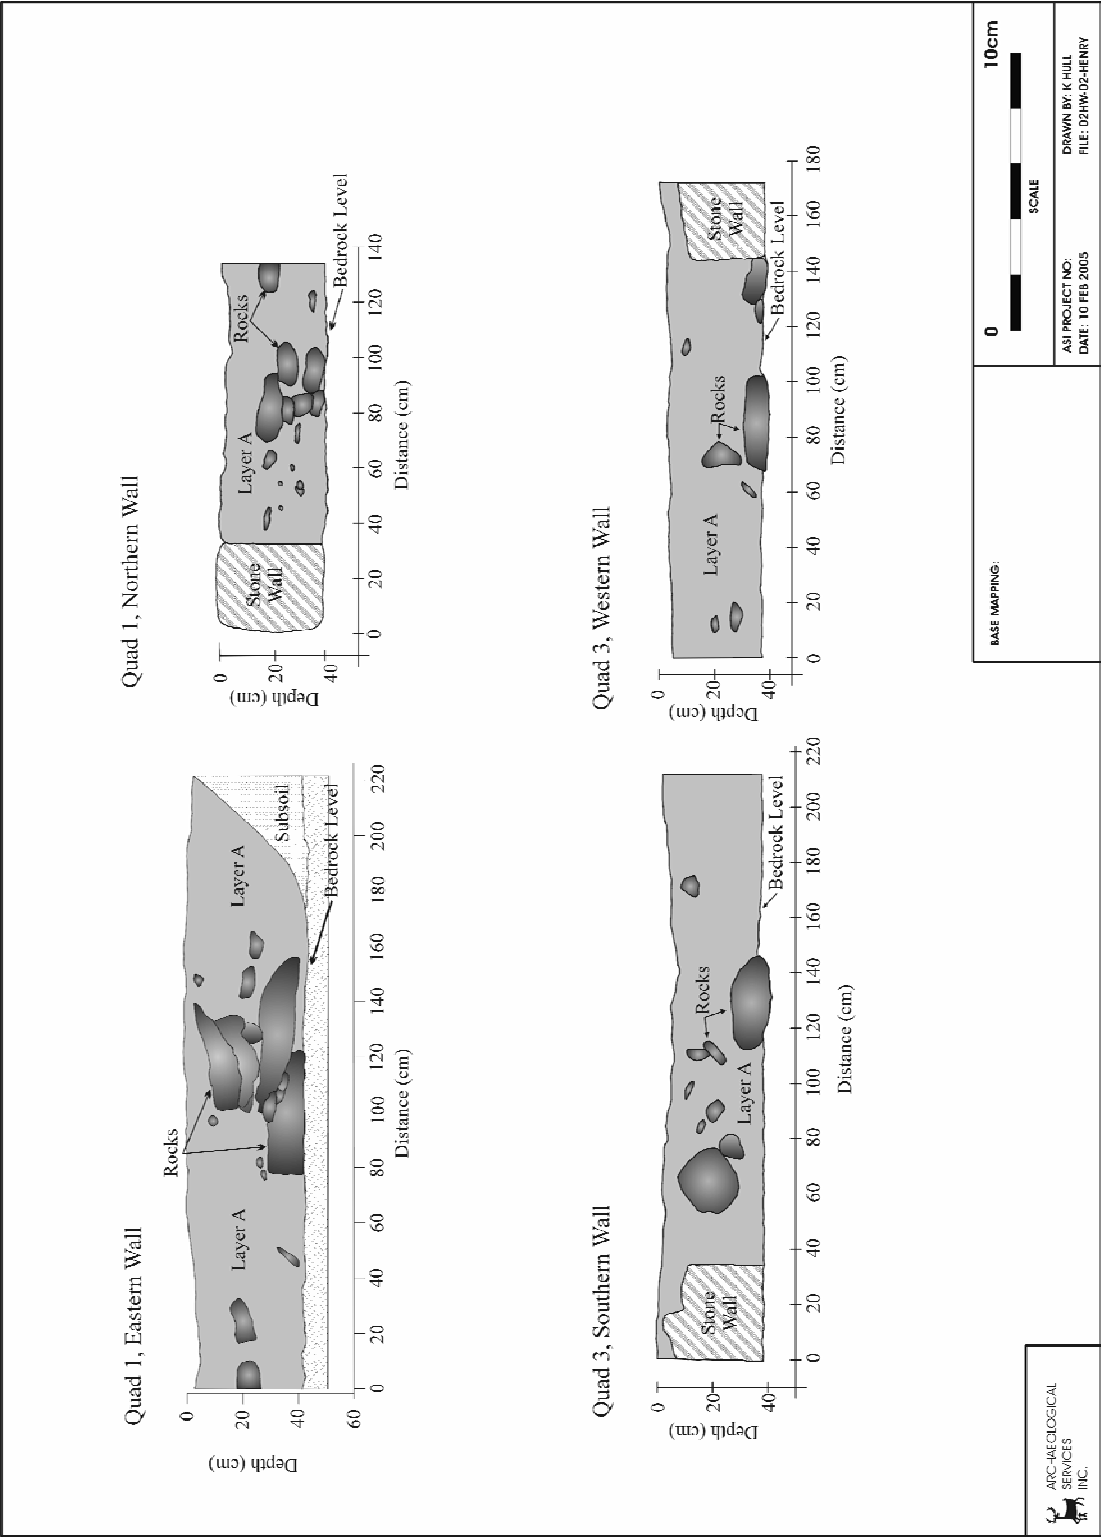 Quad 1, Eastern Wall
Depth (cm)
0
20
40
60
Rocks
Layer A
Layer A
Subsoil
Bedrock Level
0 20 40 60 80 100 120 140 160 180 200 220
Distance (cm)
Quad 1, Northern Wall
Depth (cm)
0
20
40
Stone
Wall
Layer A
Rocks
Bedrock Level
0 20 40 60 80 100 120 140
Distance (cm)
Quad 3, Southern Wall
Depth (cm)
0
20
40
Stone
Wall
Layer A
Rocks
Bedrock Level
0 20 40 60 80 100 120 140 160 180 200 220
Distance (cm)
Quad 3, Western Wall
Depth (cm)
0
20
40
Layer A
Rocks
Stone
Wall
Bedrock Level
0 20 40 60 80 100 120 140 160 180
Distance (cm)
ARCHAEOLOGICAL
SERVICES
INC.
BASE MAPPING:
0 10cm
SCALE
ASI PROJECT NO:
DATE: 10 FEB 2005
DRAWN BY: K HULL
FILE: 02HW-02-HENRY